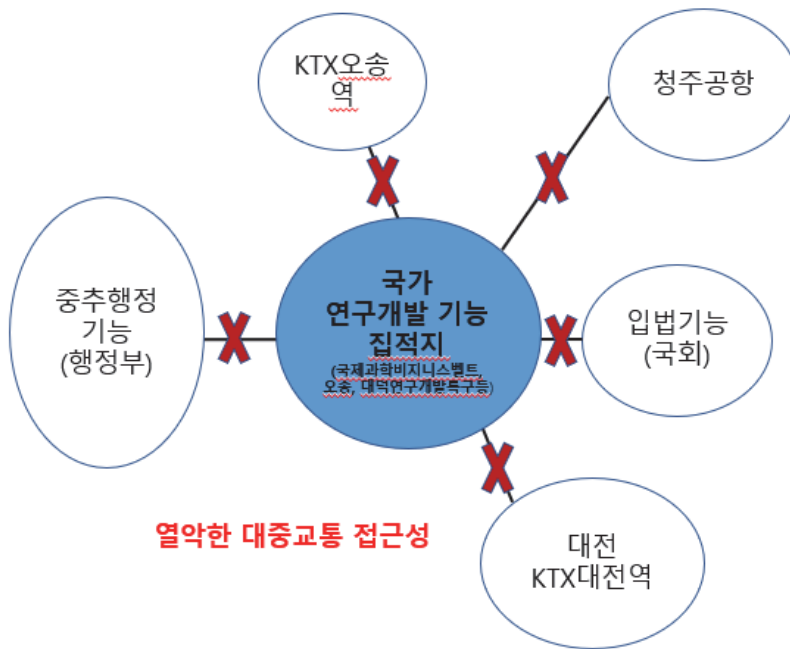 KTX오송
역
청주공항
중추행정
기능
(행정부)
국가
연구개발 기능
집적지
(국제과학비지니스벨트,
오송, 대덕연구개발특구등)
입법기능
(국회)
열악한 대중교통 접근성
대전
KTX대전역